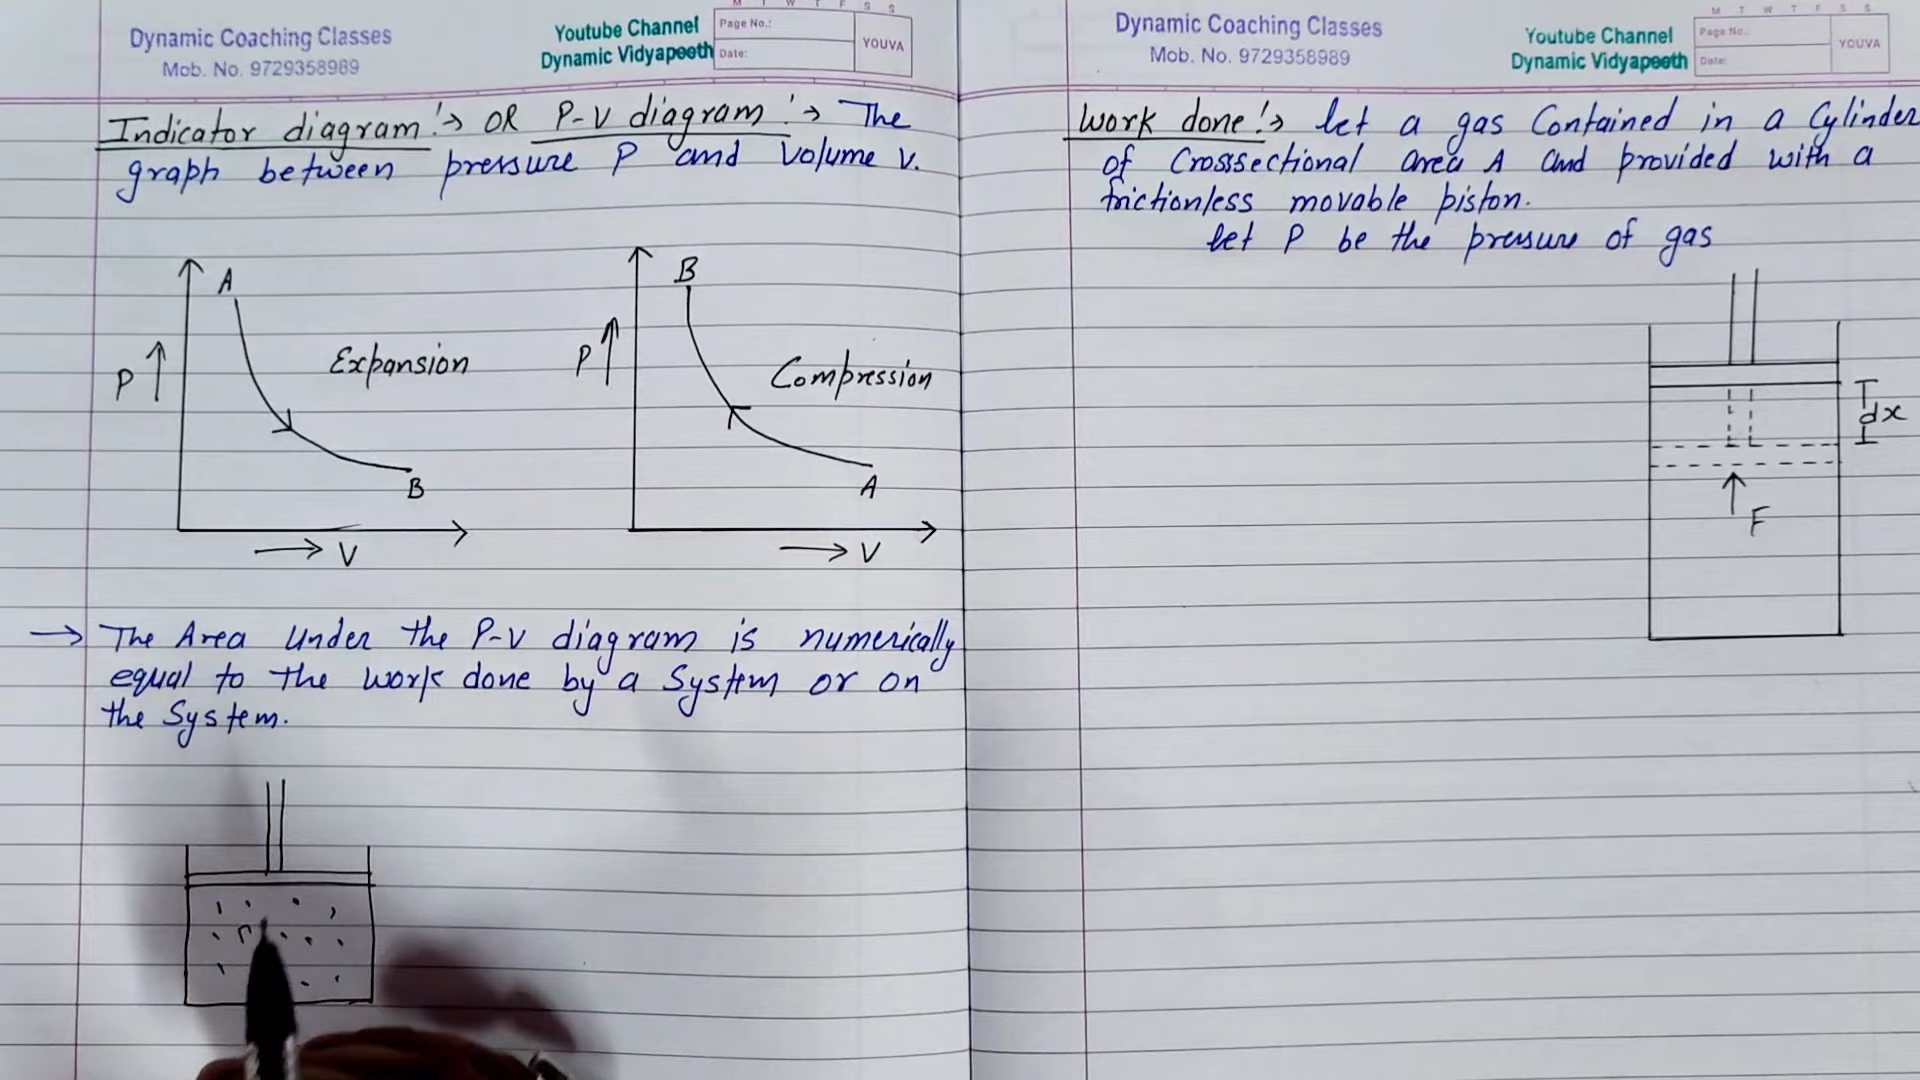 Dynamic Coaching Classes
Mob. No. 9729358989
Youtube Channel
Dynamic Vidyapeeth
M T W T F S S
Page No.:
Date:
YOUVA
Indicator diagram:→ OR P-V diagram:→ The
graph between pressure P and Volume V.
A
P
Expansion
B
V
B
P
Compression
A
V
→ The Area Under the P-V diagram is numerically
equal to the work done by a System or on
the System.
Dynamic Coaching Classes
Mob. No. 9729358989
Youtube Channel
Dynamic Vidyapeeth
M T W T F S S
Page No.
Date:
YOUVA
Work done:→ let a gas Contained in a Cylinder
of Crosssectional area A and provided with a
frictionless movable piston.
let P be the pressure of gas
dx
F